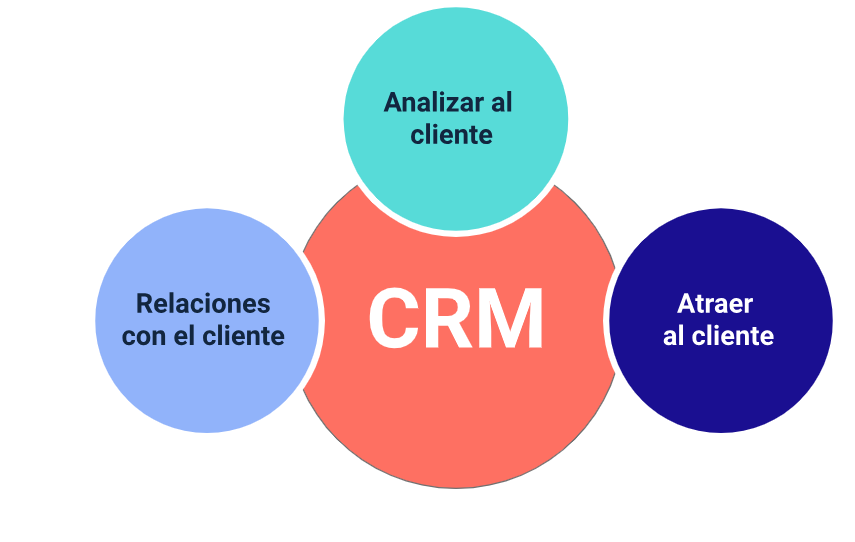 Analizar al
cliente
Relaciones
con el cliente
CRM
Atraer
al cliente